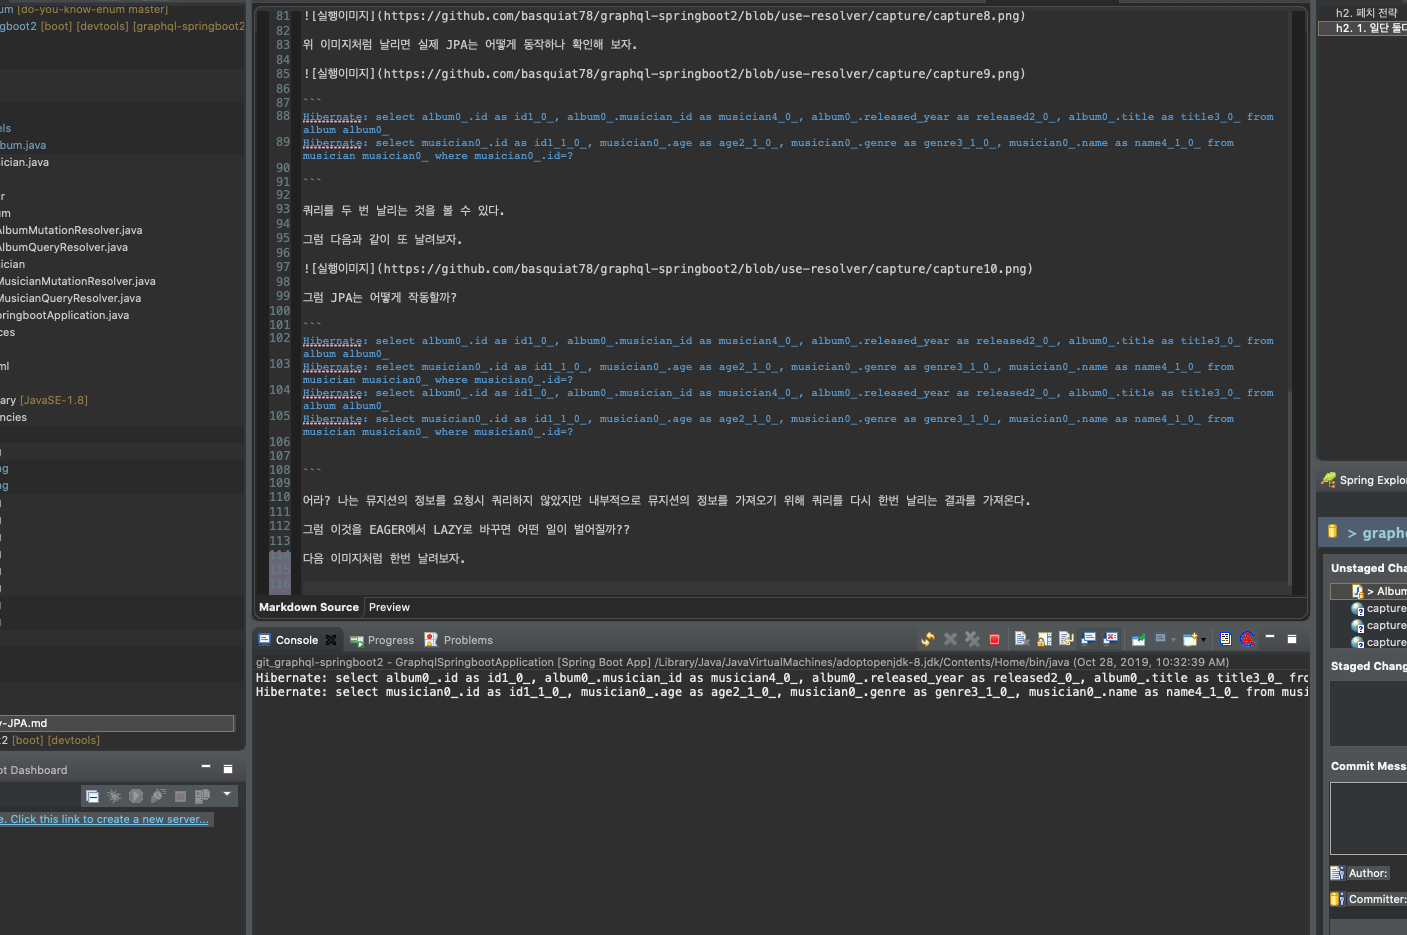 um [do-you-know-enum master]
gboot2 [boot] [devtools] [graphql-springboot2
els
bum.java
ician.java
r
m
AlbumMutationResolver.java
AlbumQueryResolver.java
ician
MusicianMutationResolver.java
MusicianQueryResolver.java
pringbootApplication.java
ces
ml
ary [JavaSE-1.8]
ncies
ng
ng
y-JPA.md
t2 [boot] [devtools]
ot Dashboard
e. Click this link to create a new server...
81 ![실행이미지](https://github.com/basquiat78/graphql-springboot2/blob/use-resolver/capture/capture8.png)
82
83 위 이미지처럼 날리면 실제 JPA는 어떻게 동작하나 확인해 보자.
84
85 ![실행이미지](https://github.com/basquiat78/graphql-springboot2/blob/use-resolver/capture/capture9.png)
86
87 ```
88 Hibernate: select album0_.id as id1_0_, album0_.musician_id as musician4_0_, album0_.released_year as released2_0_, album0_.title as title3_0_ from
album album0_
89 Hibernate: select musician0_.id as id1_1_0_, musician0_.age as age2_1_0_, musician0_.genre as genre3_1_0_, musician0_.name as name4_1_0_ from
musician musician0_ where musician0_.id=?
90
91 ```
92
93 쿼리를 두 번 날리는 것을 볼 수 있다.
94
95 그럼 다음과 같이 또 날려보자.
96
97 ![실행이미지](https://github.com/basquiat78/graphql-springboot2/blob/use-resolver/capture/capture10.png)
98
99 그럼 JPA는 어떻게 작동할까?
100
101 ```
102 Hibernate: select album0_.id as id1_0_, album0_.musician_id as musician4_0_, album0_.released_year as released2_0_, album0_.title as title3_0_ from
album album0_
103 Hibernate: select musician0_.id as id1_1_0_, musician0_.age as age2_1_0_, musician0_.genre as genre3_1_0_, musician0_.name as name4_1_0_ from
musician musician0_ where musician0_.id=?
104 Hibernate: select album0_.id as id1_0_, album0_.musician_id as musician4_0_, album0_.released_year as released2_0_, album0_.title as title3_0_ from
album album0_
105 Hibernate: select musician0_.id as id1_1_0_, musician0_.age as age2_1_0_, musician0_.genre as genre3_1_0_, musician0_.name as name4_1_0_ from
musician musician0_ where musician0_.id=?
106
107
108 ```
109
110 어라? 나는 뮤지션의 정보를 요청시 쿼리하지 않았지만 내부적으로 뮤지션의 정보를 가져오기 위해 쿼리를 다시 한번 날리는 결과를 가져온다.
111
112 그럼 이것을 EAGER에서 LAZY로 바꾸면 어떤 일이 벌어질까??
113
114 다음 이미지처럼 한번 날려보자.
115
116
Markdown Source Preview
Console Progress Problems
git_graphql-springboot2 - GraphqlSpringbootApplication [Spring Boot App] /Library/Java/JavaVirtualMachines/adoptopenjdk-8.jdk/Contents/Home/bin/java (Oct 28, 2019, 10:32:39 AM)
Hibernate: select album0_.id as id1_0_, album0_.musician_id as musician4_0_, album0_.released_year as released2_0_, album0_.title as title3_0_ fro
Hibernate: select musician0_.id as id1_1_0_, musician0_.age as age2_1_0_, musician0_.genre as genre3_1_0_, musician0_.name as name4_1_0_ from musi
h2. 페치 전략
h2. 1. 일단 둘다
Spring Explo
> graphq
Unstaged Cha
> Album
capture
capture
capture
Staged Chang
Commit Mess
Author:
Committer: